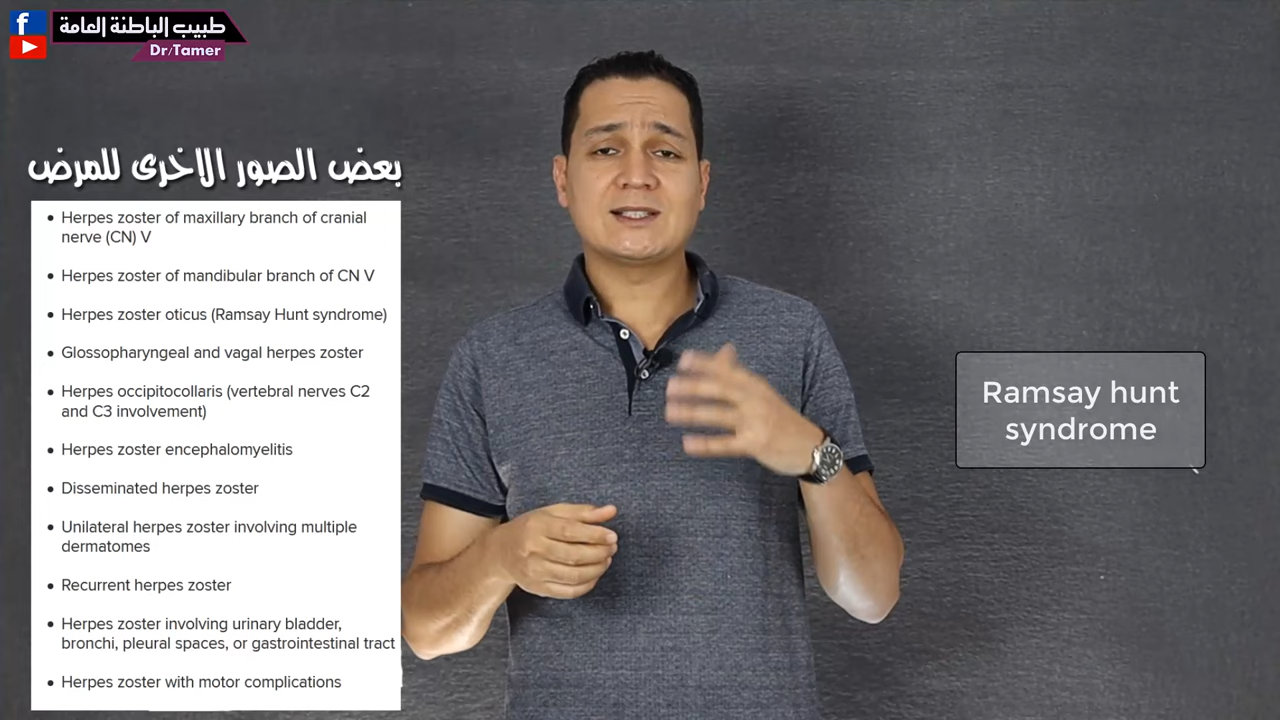 f
طبيب الباطنة العامة
Dr/Tamer
بعض الصور الاخرى للمرض
• Herpes zoster of maxillary branch of cranial
nerve (CN) V
• Herpes zoster of mandibular branch of CN V
• Herpes zoster oticus (Ramsay Hunt syndrome)
• Glossopharyngeal and vagal herpes zoster
• Herpes occipitocollaris (vertebral nerves C2
and C3 involvement)
• Herpes zoster encephalomyelitis
• Disseminated herpes zoster
• Unilateral herpes zoster involving multiple
dermatomes
• Recurrent herpes zoster
• Herpes zoster involving urinary bladder,
bronchi, pleural spaces, or gastrointestinal tract
• Herpes zoster with motor complications
Ramsay hunt
syndrome